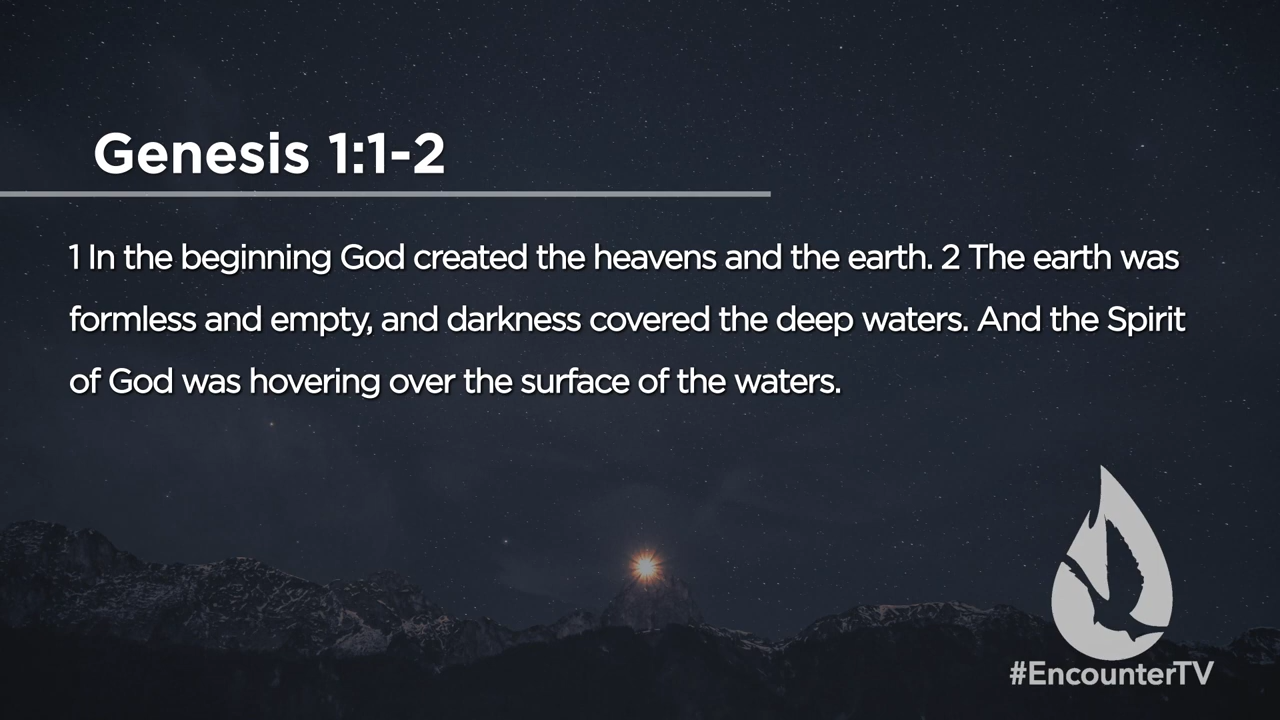 Genesis 1:1-2
1 In the beginning God created the heavens and the earth. 2 The earth was
formless and empty, and darkness covered the deep waters. And the Spirit
of God was hovering over the surface of the waters.
#EncounterTV